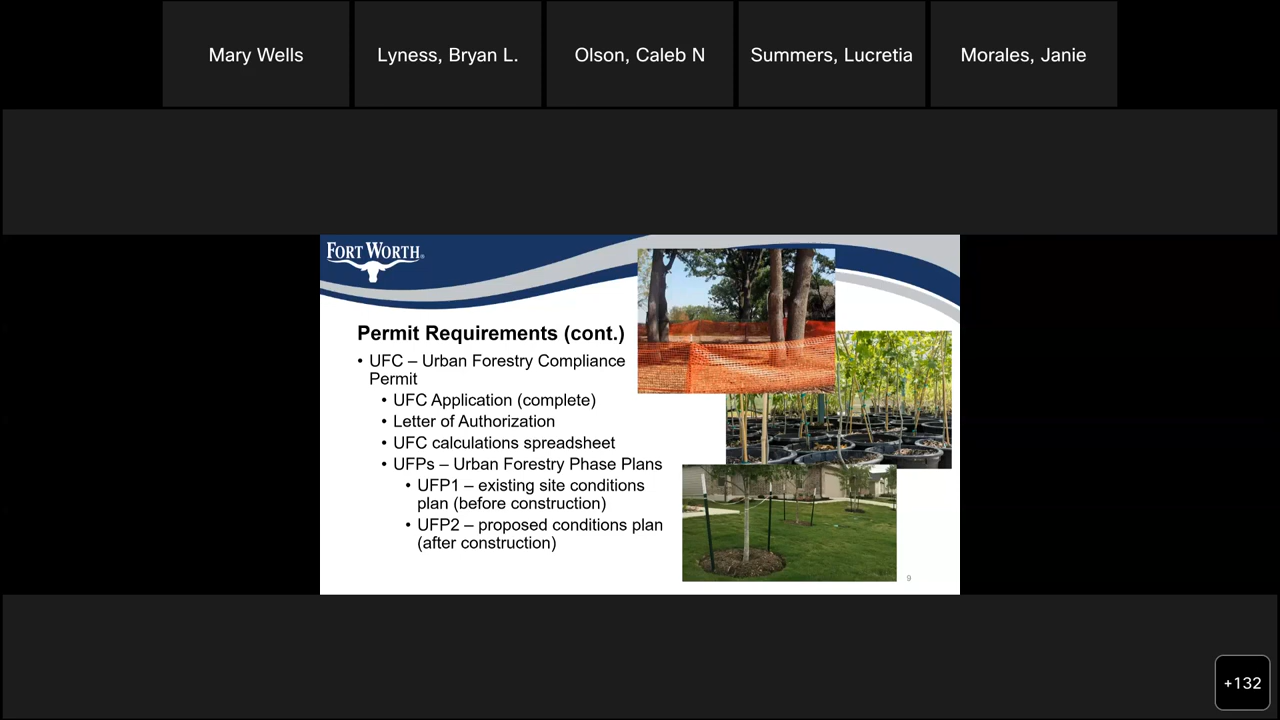 Mary Wells
Lyness, Bryan L.
Olson, Caleb N
Summers, Lucretia
Morales, Janie
FORT WORTH®
Permit Requirements (cont.)
• UFC – Urban Forestry Compliance
Permit
• UFC Application (complete)
• Letter of Authorization
• UFC calculations spreadsheet
• UFPs – Urban Forestry Phase Plans
• UFP1 – existing site conditions
plan (before construction)
• UFP2 – proposed conditions plan
(after construction)
9
+132